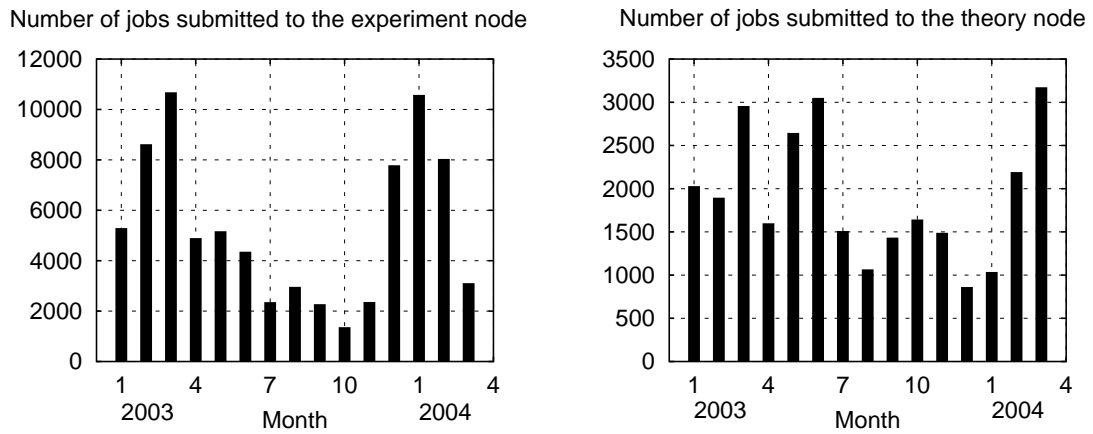 Number of jobs submitted to the experiment node
12000
10000
8000
6000
4000
2000
0
1 4 7 10 1 4
2003 Month 2004
Number of jobs submitted to the theory node
3500
3000
2500
2000
1500
1000
500
0
1 4 7 10 1 4
2003 Month 2004